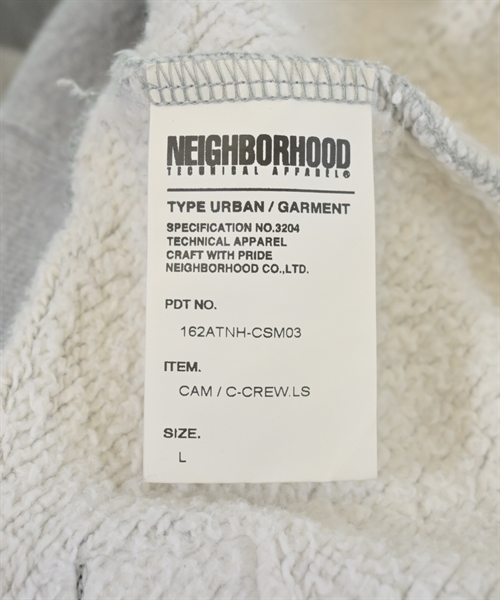 NEIGHBORHOOD
TECHNICAL APPAREL®
TYPE URBAN / GARMENT
SPECIFICATION NO.3204
TECHNICAL APPAREL
CRAFT WITH PRIDE
NEIGHBORHOOD CO.,LTD.
PDT NO.
162ATNH-CSM03
ITEM.
CAM / C-CREW.LS
SIZE.
L